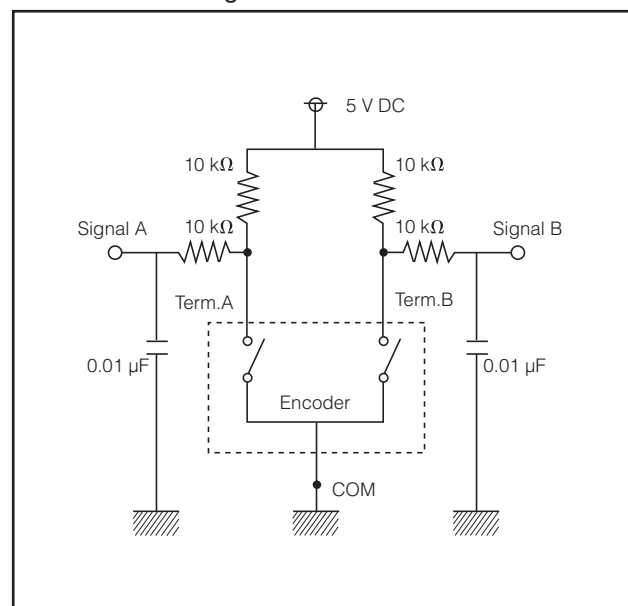 5 V DC
10 kΩ
10 kΩ
10 kΩ
10 kΩ
Signal A
Signal B
Term.A
Term.B
0.01 µF
0.01 µF
Encoder
COM